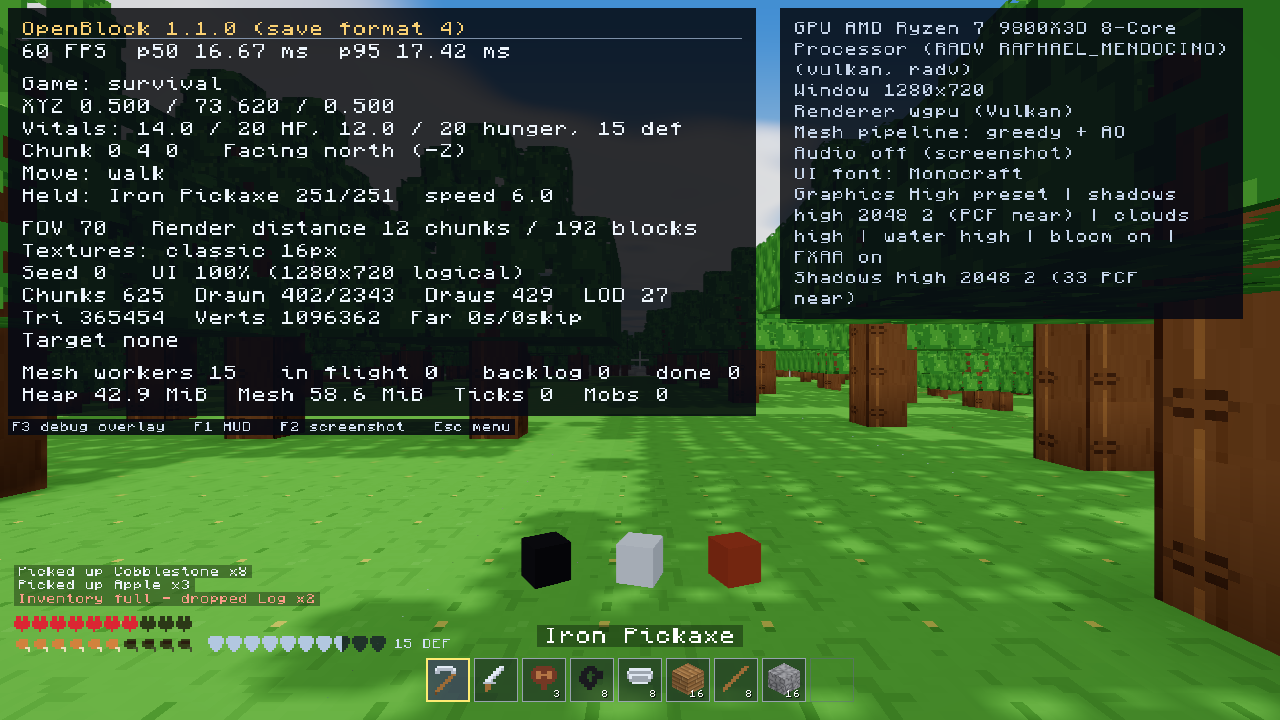 OpenBlock 1.1.0 (save format 4)
60 FPS p50 16.67 ms p95 17.42 ms
Game: survival
XYZ 0.500 / 73.620 / 0.500
Vitals: 14.0 / 20 HP, 12.0 / 20 hunger, 15 def
Chunk 0 4 0 Facing north (-Z)
Move: walk
Held: Iron Pickaxe 251/251 speed 6.0
FOV 70 Render distance 12 chunks / 192 blocks
Textures: classic 16px
Seed 0 UI 100% (1280x720 logical)
Chunks 625 Drawn 402/2343 Draws 429 LOD 27
Tri 365454 Verts 1096362 Far 0s/0skip
Target none
Mesh workers 15 in flight 0 backlog 0 done 0
Heap 42.9 MiB Mesh 58.6 MiB Ticks 0 Mobs 0
F3 debug overlay F1 HUD F2 screenshot Esc menu
GPU AMD Ryzen 7 9800X3D 8-Core
Processor (RADV RAPHAEL_MENDOCINO)
(vulkan, radv)
Window 1280x720
Renderer wgpu (Vulkan)
Mesh pipeline: greedy + AO
Audio off (screenshot)
UI font: Monocraft
Graphics High preset | shadows
high 2048 2 (PCF near) | clouds
high | water high | bloom on |
FXAA on
Shadows high 2048 2 (33 PCF
near)
Picked up Cobblestone x8
Picked up Apple x3
Inventory full - dropped Log x2
15 DEF
Iron Pickaxe
3 8 8 16 8 16